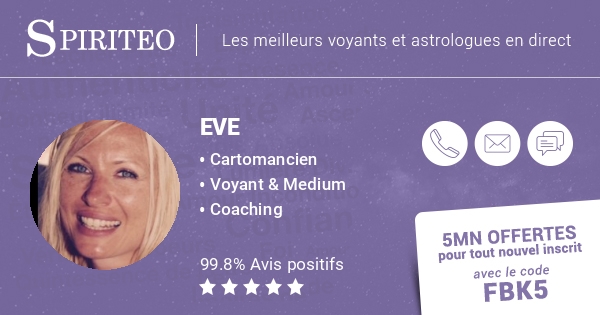 SPIRITEO
Les meilleurs voyants et astrologues en direct
EVE
• Cartomancien
• Voyant & Medium
• Coaching
99.8% Avis positifs
5MN OFFERTES
pour tout nouvel inscrit
avec le code
FBK5